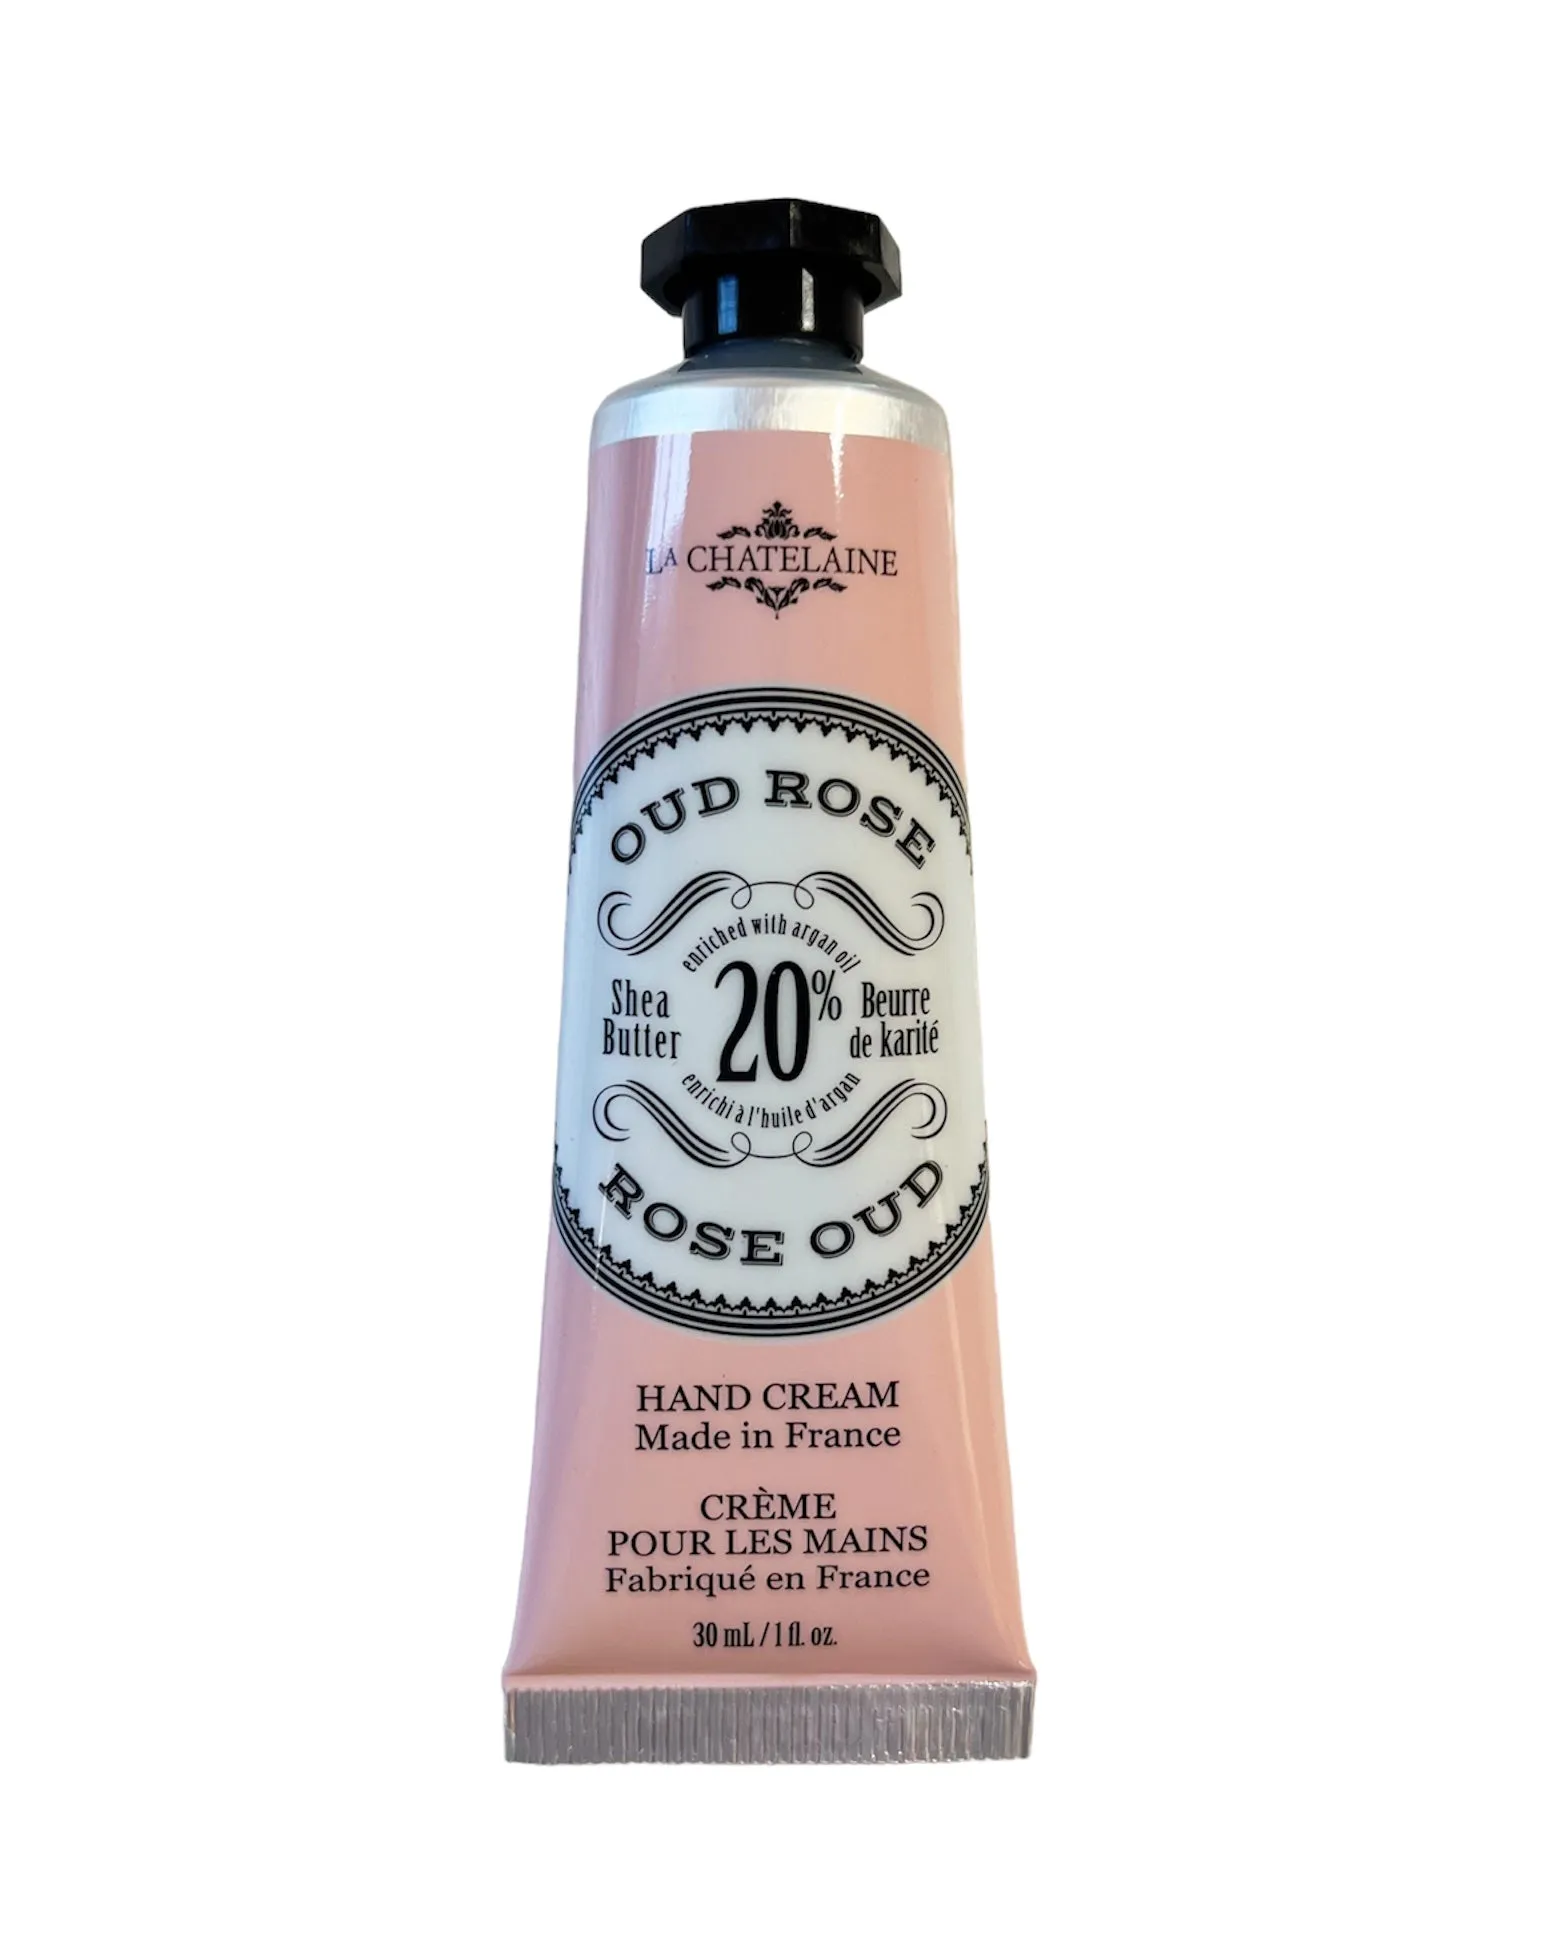 LA CHATELAINE
OUD ROSE
enriched with argan oil
Shea
Butter
20%
Beurre
de karité
enrichi à l'huile d'argan
ROSE OUD
HAND CREAM
Made in France
CRÈME
POUR LES MAINS
Fabriqué en France
30 mL / 1 fl. oz.